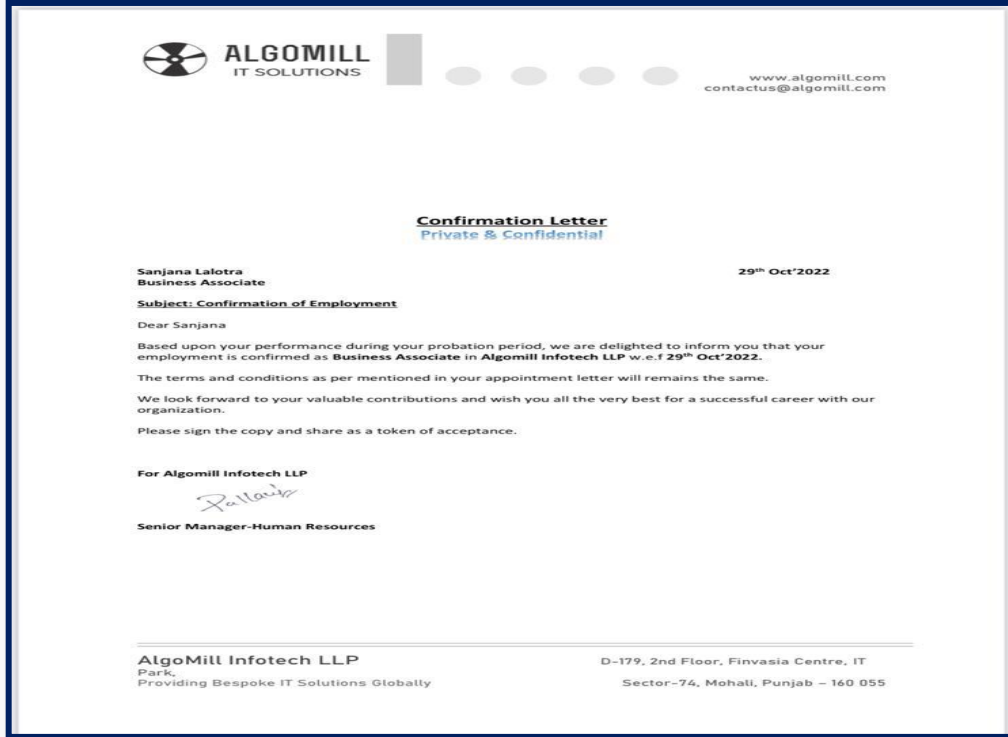 ALGOMILL
IT SOLUTIONS
www.algomill.com
contactus@algomill.com
Confirmation Letter
Private & Confidential
Sanjana Lalotra 29th Oct'2022
Business Associate
Subject: Confirmation of Employment
Dear Sanjana
Based upon your performance during your probation period, we are delighted to inform you that your
employment is confirmed as Business Associate in Algomill Infotech LLP w.e.f 29th Oct'2022.
The terms and conditions as per mentioned in your appointment letter will remains the same.
We look forward to your valuable contributions and wish you all the very best for a successful career with our
organization.
Please sign the copy and share as a token of acceptance.
For Algomill Infotech LLP
Senior Manager-Human Resources
AlgoMill Infotech LLP D-179, 2nd Floor, Finvasia Centre, IT
Park,
Providing Bespoke IT Solutions Globally Sector-74, Mohali, Punjab – 160 055